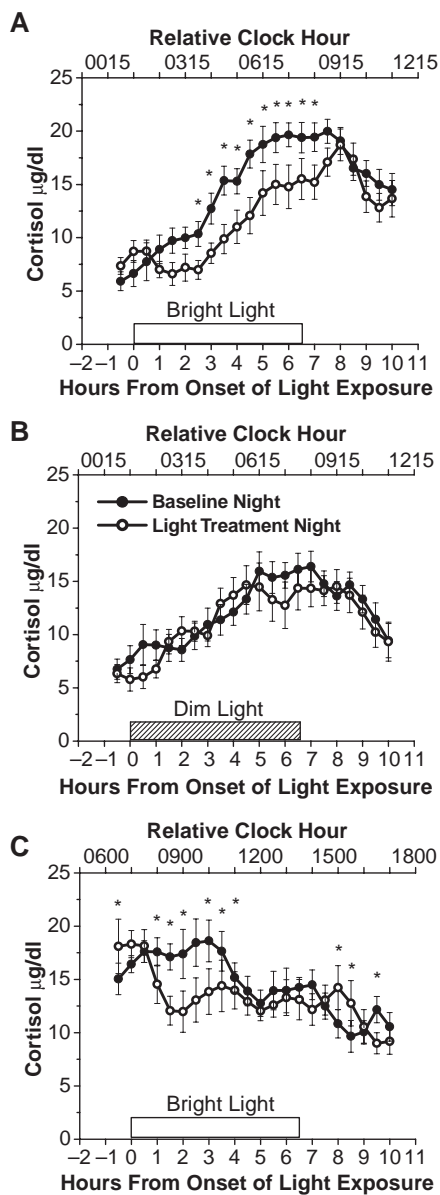 A
Relative Clock Hour
0015 0315 0615 0915 1215
25
20
15
10
5
0
Cortisol µg/dl
* * * * * * * * * *
Bright Light
–2 –1 0 1 2 3 4 5 6 7 8 9 10 11
Hours From Onset of Light Exposure
B
Relative Clock Hour
0015 0315 0615 0915 1215
25
20
15
10
5
0
Cortisol µg/dl
Baseline Night
Light Treatment Night
Dim Light
–2 –1 0 1 2 3 4 5 6 7 8 9 10 11
Hours From Onset of Light Exposure
C
Relative Clock Hour
0600 0900 1200 1500 1800
25
20
15
10
5
0
Cortisol µg/dl
* * * * * * * * * *
Bright Light
–2 –1 0 1 2 3 4 5 6 7 8 9 10 11
Hours From Onset of Light Exposure